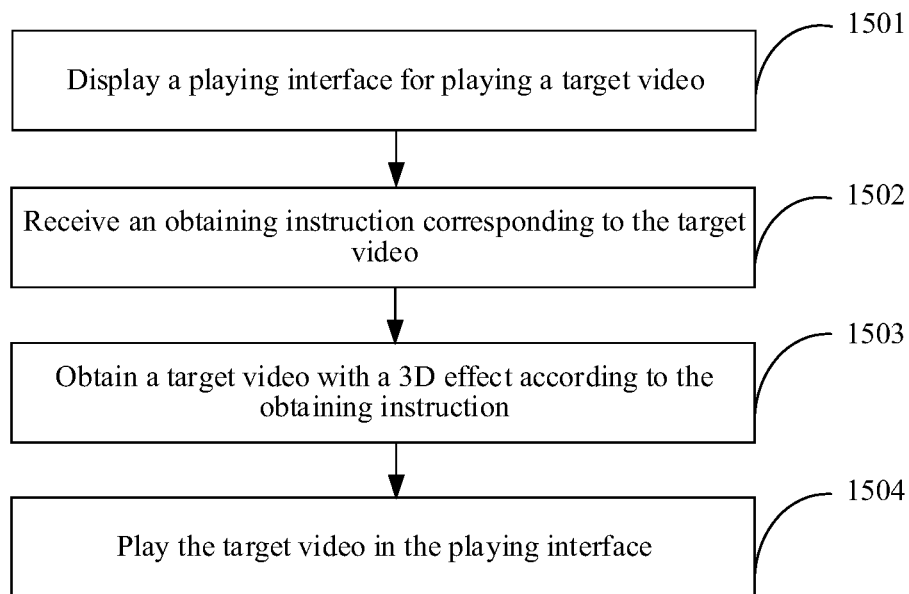 1501
Display a playing interface for playing a target video
1502
Receive an obtaining instruction corresponding to the target
video
1503
Obtain a target video with a 3D effect according to the
obtaining instruction
1504
Play the target video in the playing interface